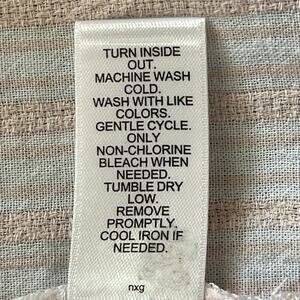 TURN INSIDE
OUT.
MACHINE WASH
COLD.
WASH WITH LIKE
COLORS.
GENTLE CYCLE.
ONLY
NON-CHLORINE
BLEACH WHEN
NEEDED.
TUMBLE DRY
LOW.
REMOVE
PROMPTLY.
COOL IRON IF
NEEDED.
nxg